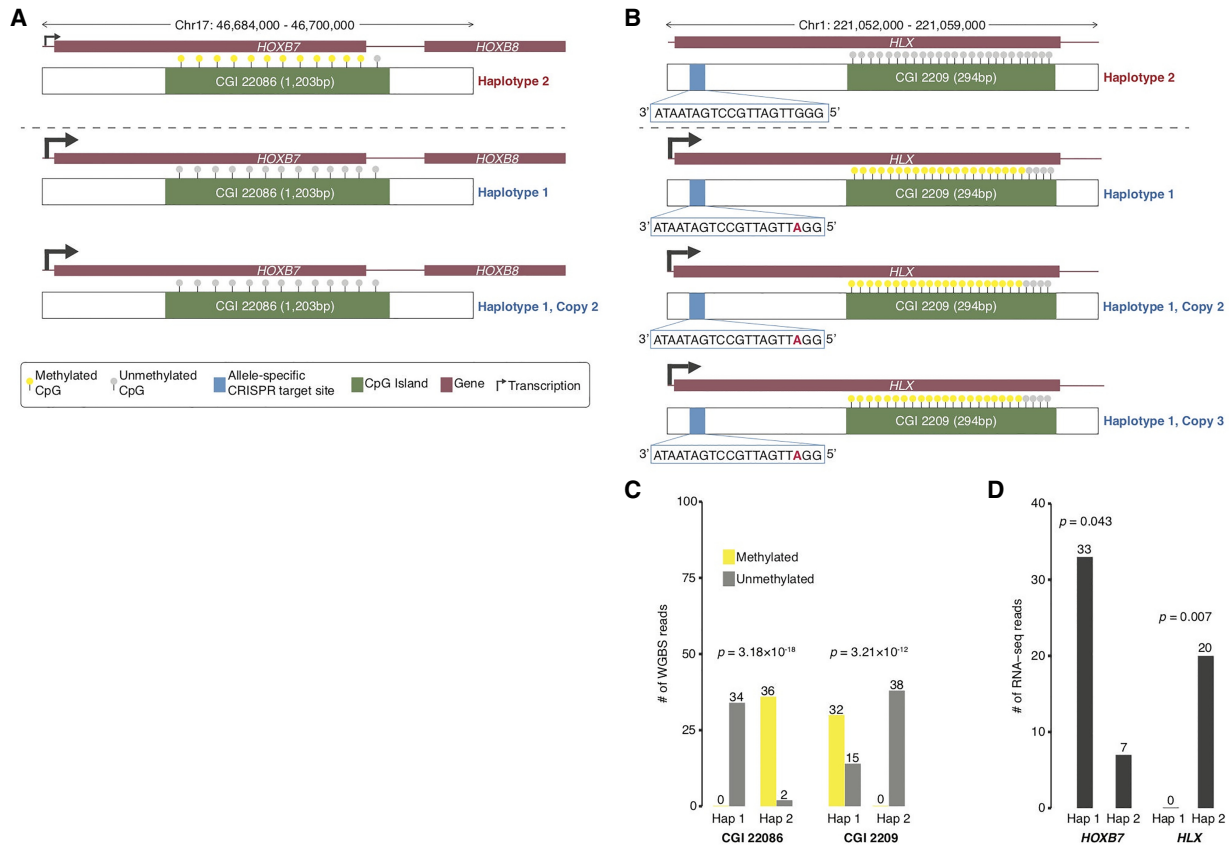 A
Chr17: 46,684,000 - 46,700,000
HOXB7 HOXB8
CGI 22086 (1,203bp) Haplotype 2
HOXB7 HOXB8
CGI 22086 (1,203bp) Haplotype 1
HOXB7 HOXB8
CGI 22086 (1,203bp) Haplotype 1, Copy 2
Methylated CpG
Unmethylated CpG
Allele-specific CRISPR target site
CpG Island
Gene
Transcription
B
Chr1: 221,052,000 - 221,059,000
HLX
CGI 2209 (294bp) Haplotype 2
3' ATAATAGTCCGTTAGTTGGG 5'
HLX
CGI 2209 (294bp) Haplotype 1
3' ATAATAGTCCGTTAGTTAGG 5'
HLX
CGI 2209 (294bp) Haplotype 1, Copy 2
3' ATAATAGTCCGTTAGTTAGG 5'
HLX
CGI 2209 (294bp) Haplotype 1, Copy 3
3' ATAATAGTCCGTTAGTTAGG 5'
C
# of WGBS reads
100
75
50
25
0
Methylated
Unmethylated
p = 3.18×10-18 p = 3.21×10-12
0 34 36 2 32 15 0 38
Hap 1 Hap 2 Hap 1 Hap 2
CGI 22086 CGI 2209
D
# of RNA−seq reads
40
30
20
10
0
p = 0.043
p = 0.007
33 7 0 20
Hap 1 Hap 2 Hap 1 Hap 2
HOXB7 HLX